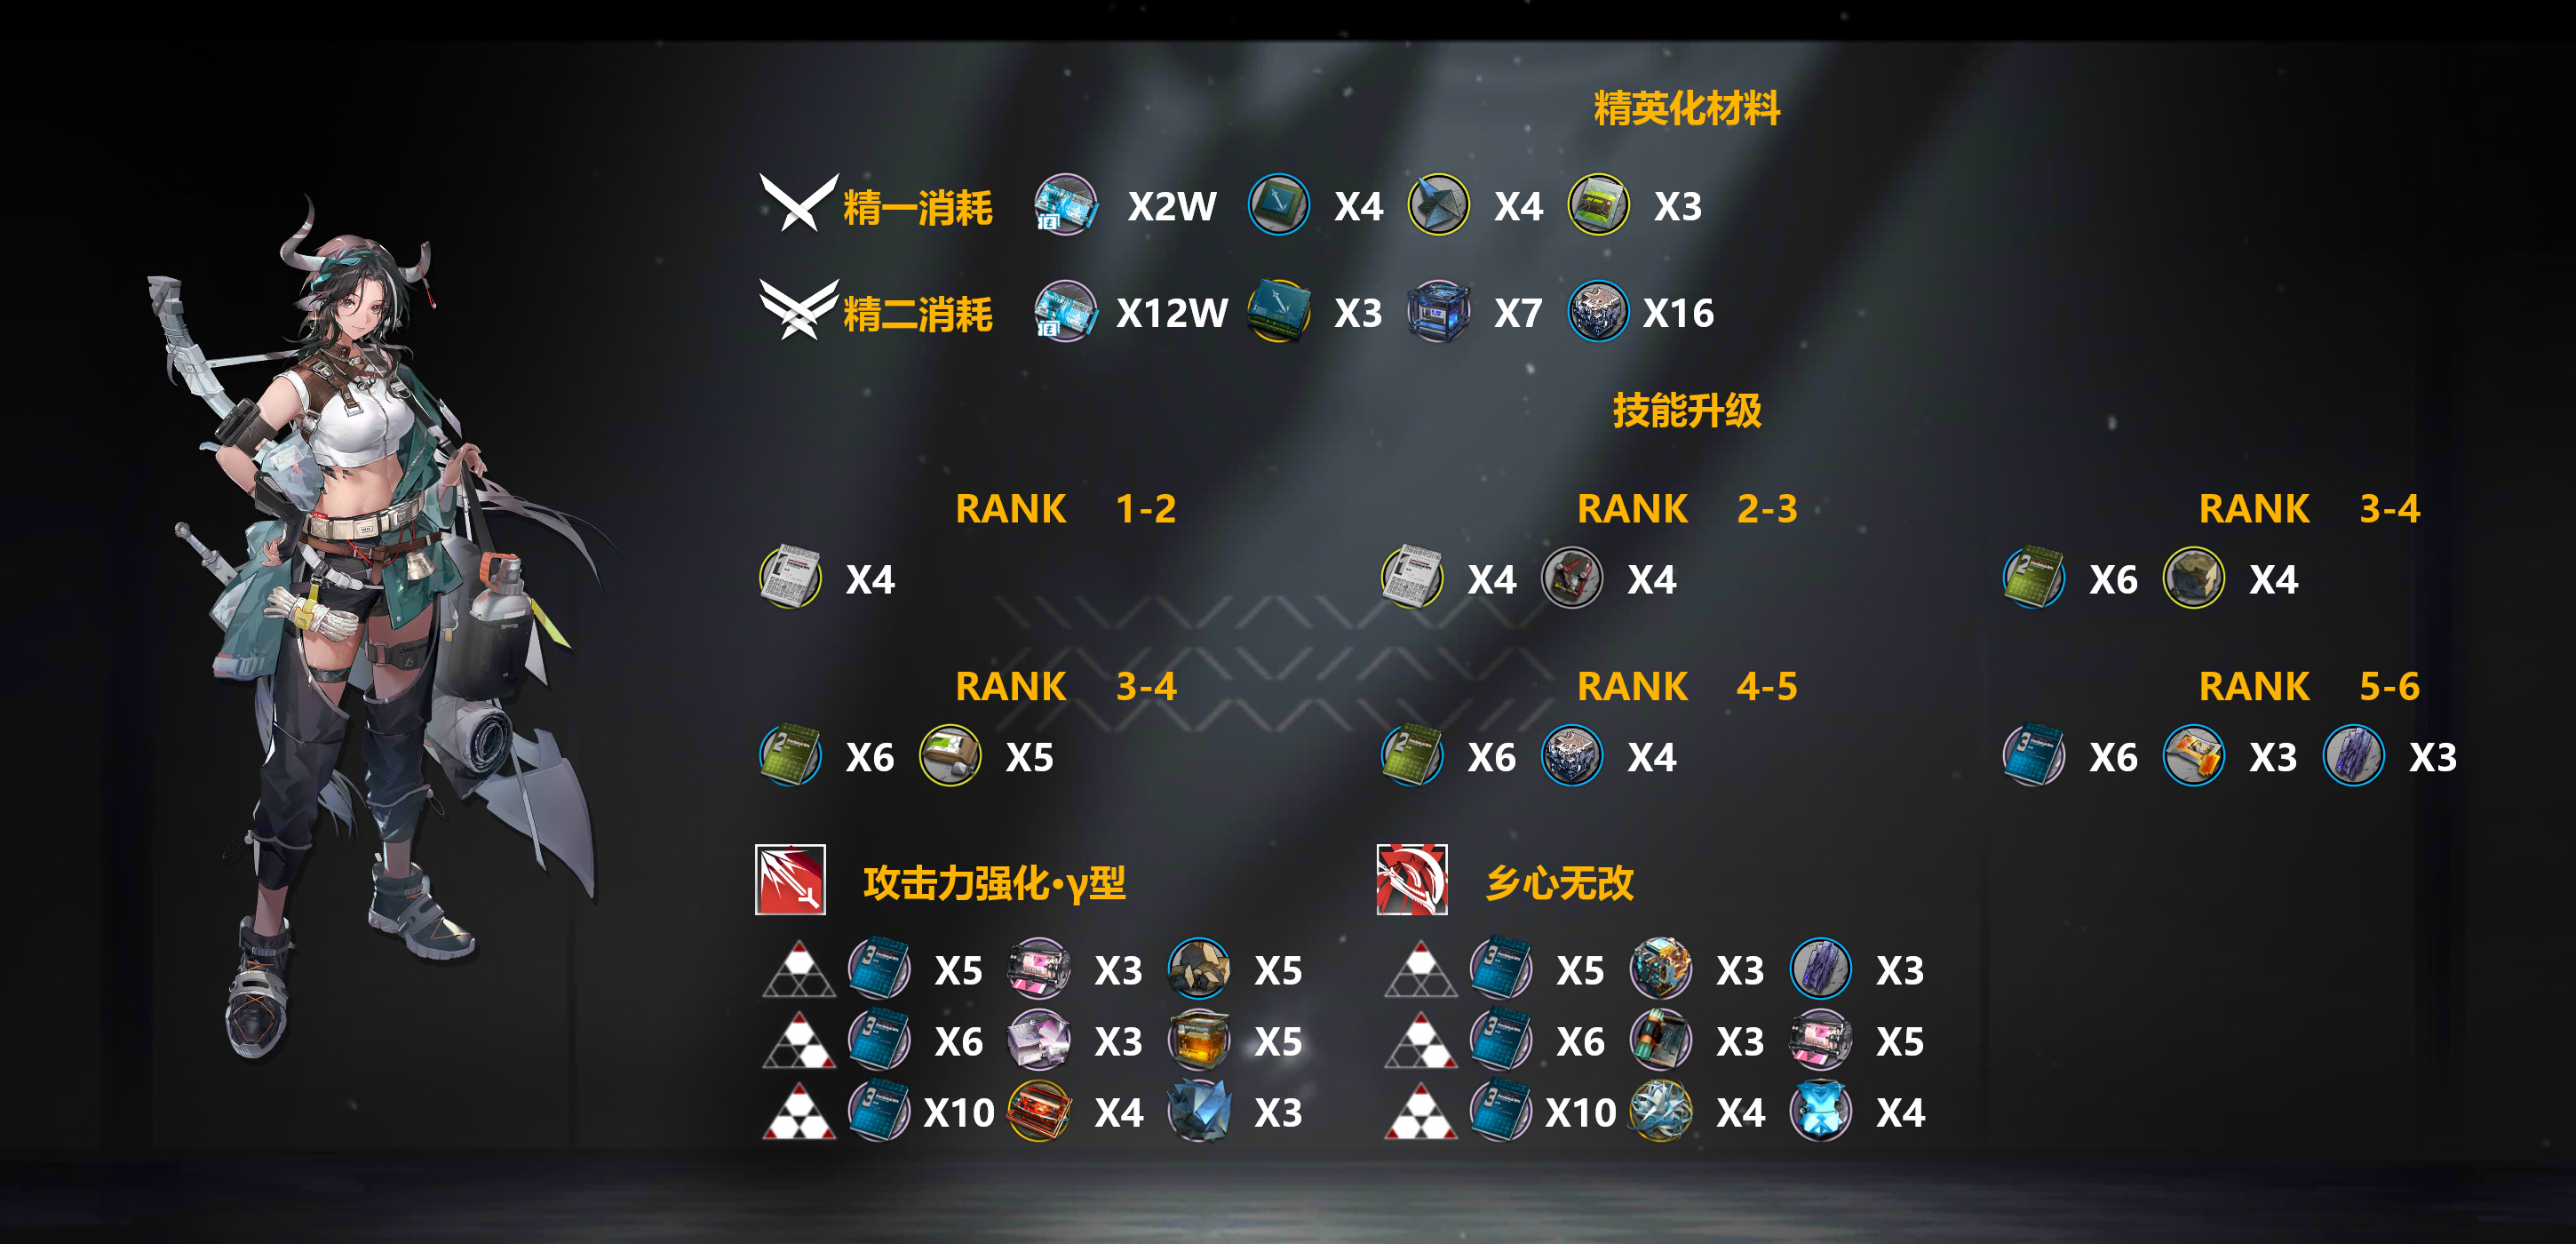 精英化材料
精一消耗 X2W X4 X4 X3
精二消耗 X12W X3 X7 X16
技能升级
RANK 1-2 RANK 2-3 RANK 3-4
X4 X4 X4 X6 X4
RANK 3-4 RANK 4-5 RANK 5-6
X6 X5 X6 X4 X6 X3 X3
攻击力强化·γ型 乡心无改
X5 X3 X5 X5 X3 X3
X6 X3 X5 X6 X3 X5
X10 X4 X3 X10 X4 X4